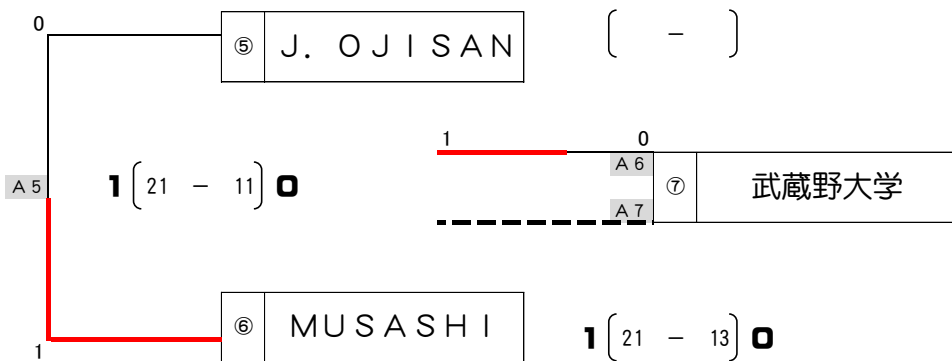 0
⑤ J. OJISAN ( － )
1 0
A6
A5 1 ( 21 － 11 ) 0
⑦ 武蔵野大学
A7
⑥ MUSASHI
1 ( 21 － 13 ) 0
1